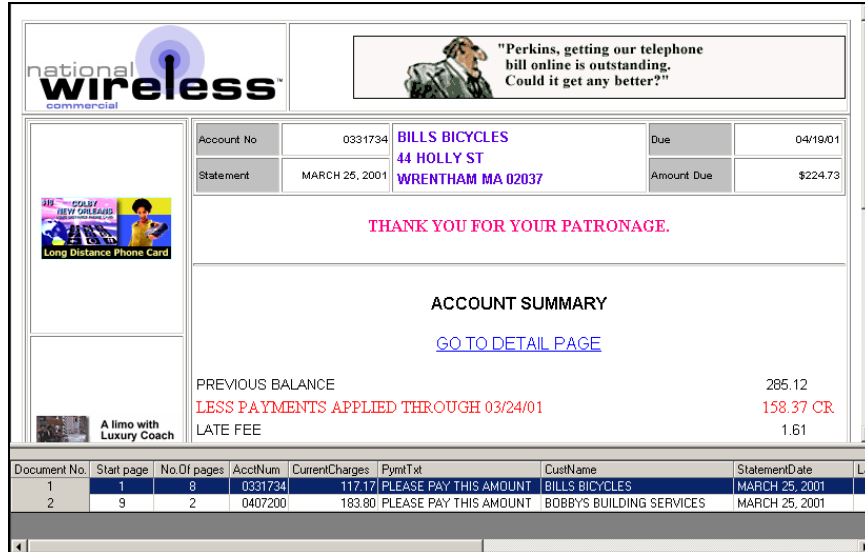 national
wireless™
commercial
"Perkins, getting our telephone
bill online is outstanding.
Could it get any better?"
Account No 0331734 BILLS BICYCLES Due 04/19/01
44 HOLLY ST
Statement MARCH 25, 2001 WRENTHAM MA 02037 Amount Due $224.73
COLBY
NEW ORLEANS
Long Distance Phone Card
THANK YOU FOR YOUR PATRONAGE.
ACCOUNT SUMMARY
GO TO DETAIL PAGE
PREVIOUS BALANCE 285.12
LESS PAYMENTS APPLIED THROUGH 03/24/01 158.37 CR
LATE FEE 1.61
A limo with
Luxury Coach
Document No. Start page No.Of pages AcctNum CurrentCharges PymtTxt CustName StatementDate
1 1 8 0331734 117.17 PLEASE PAY THIS AMOUNT BILLS BICYCLES MARCH 25, 2001
2 9 2 0407200 183.80 PLEASE PAY THIS AMOUNT BOBBYS BUILDING SERVICES MARCH 25, 2001